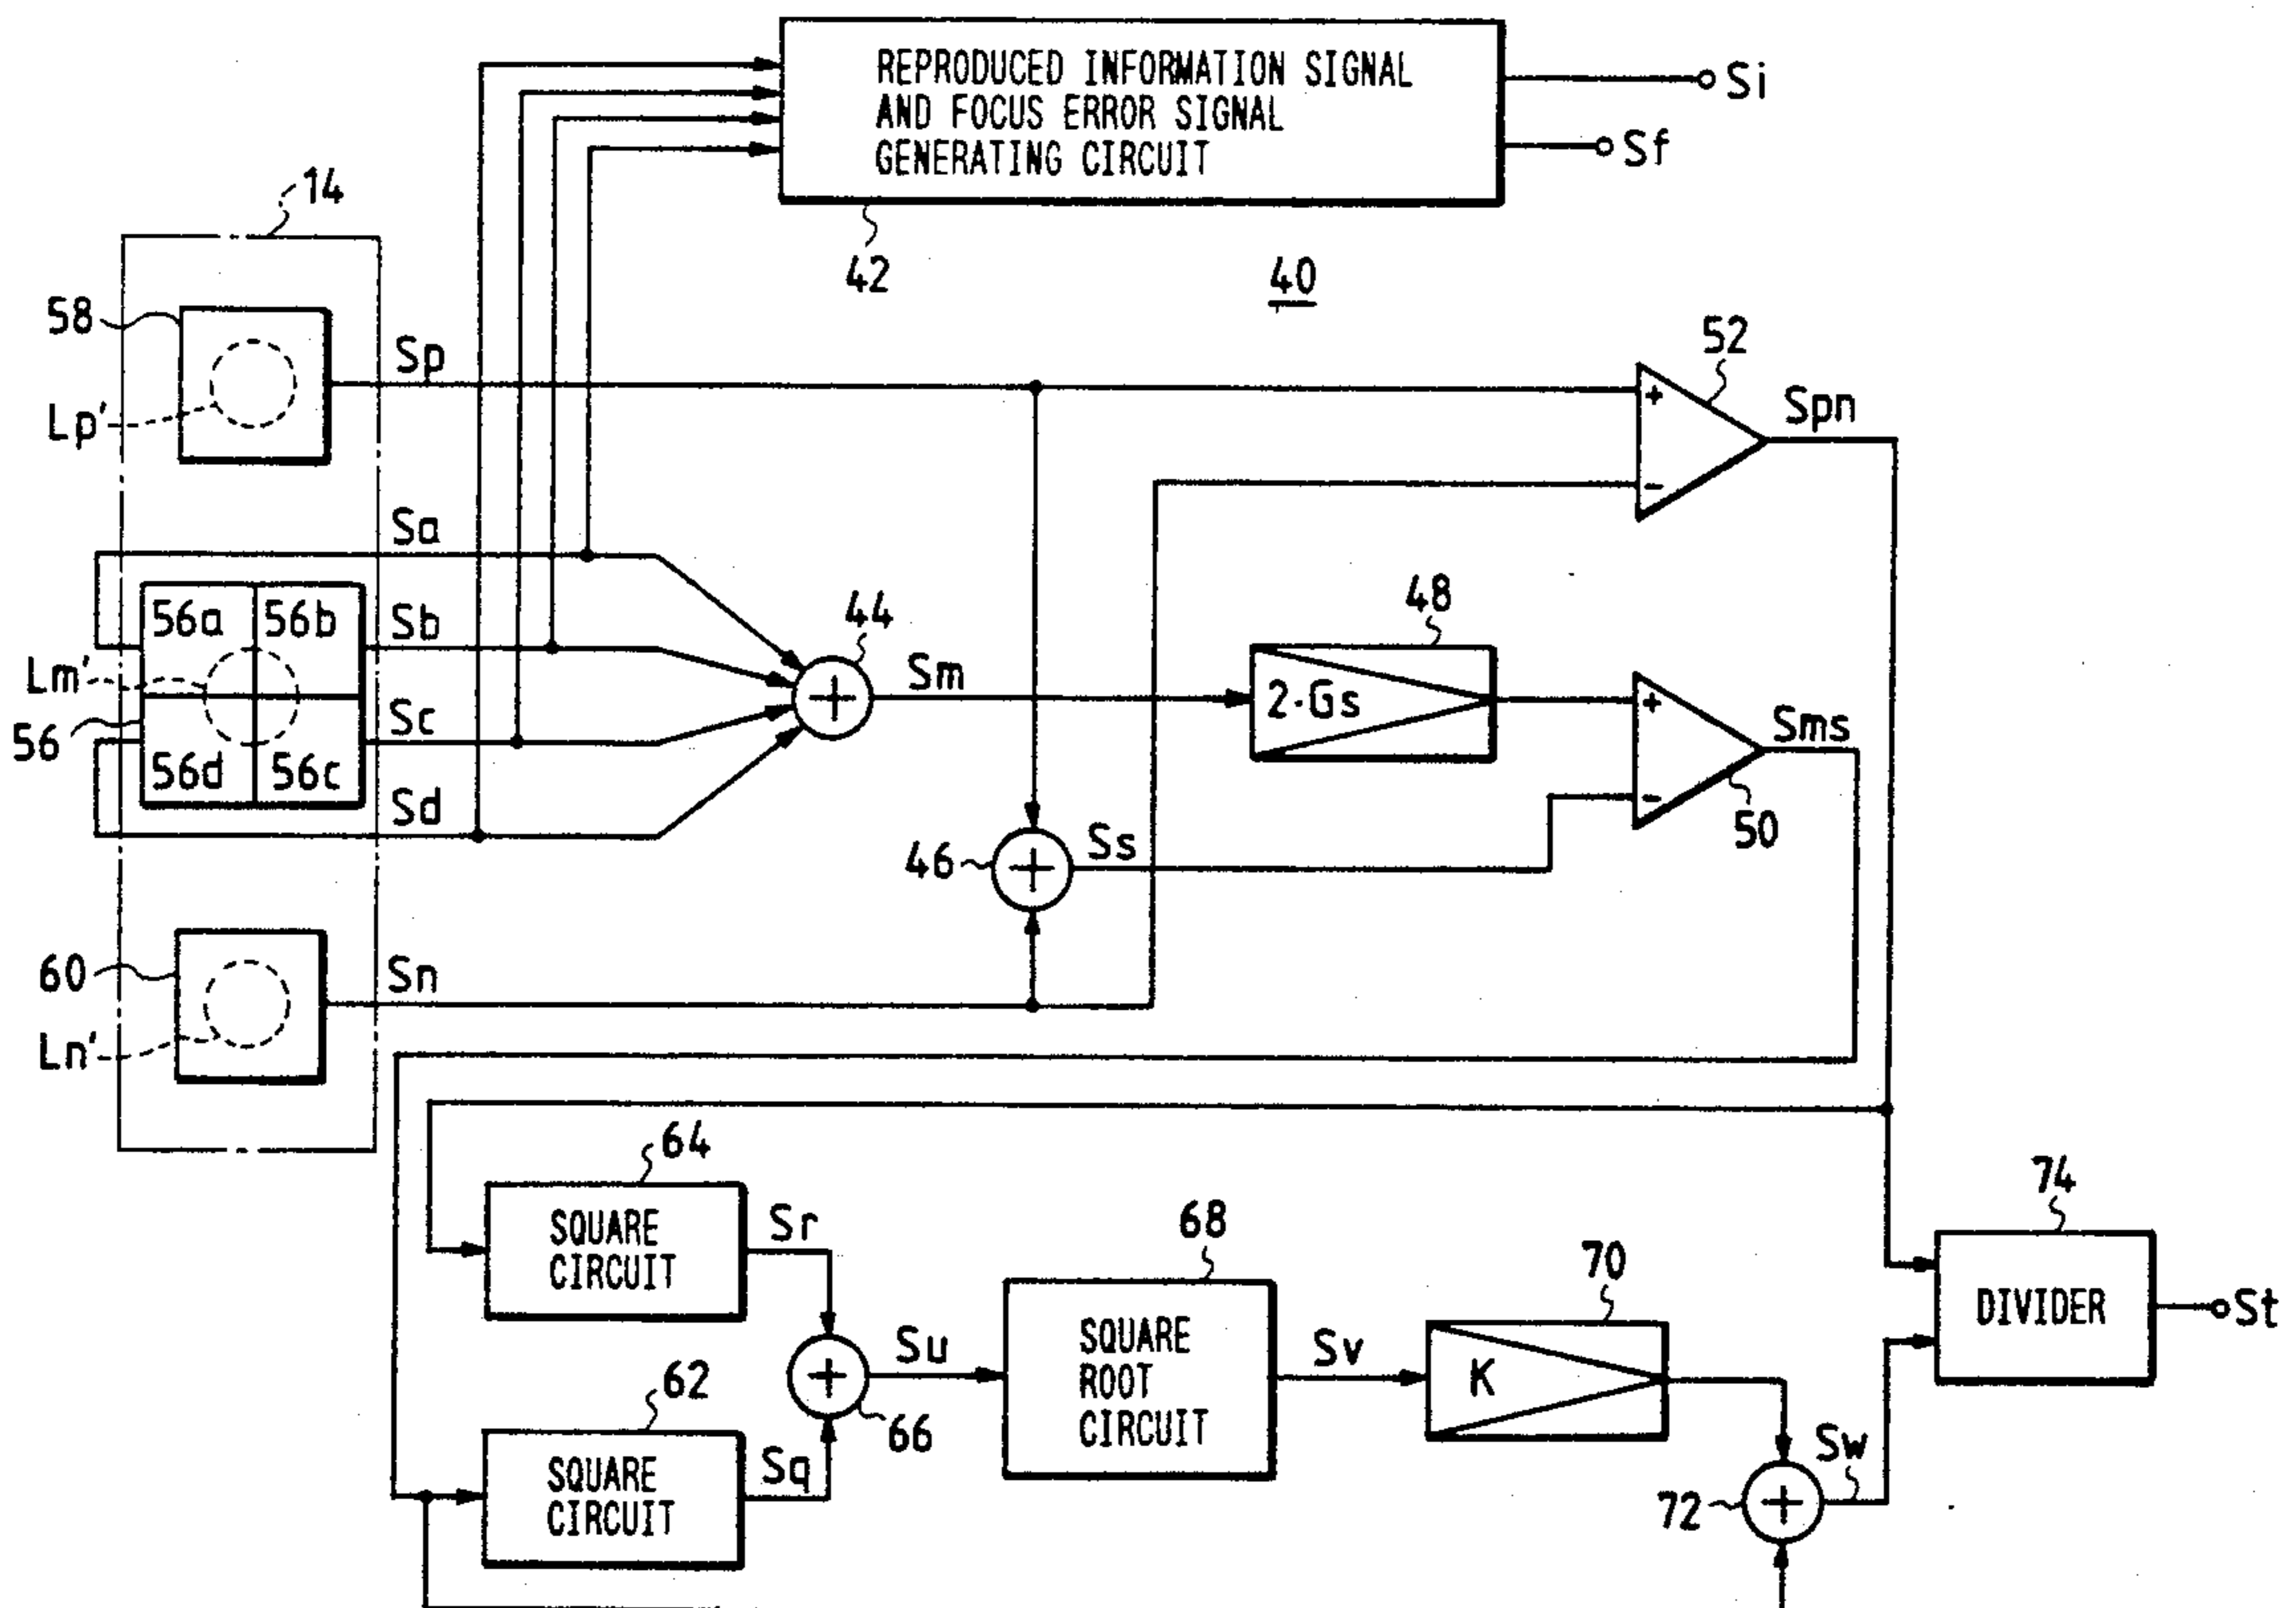 REPRODUCED INFORMATION SIGNAL
AND FOCUS ERROR SIGNAL
GENERATING CIRCUIT
Si
Sf
14
42
40
58
Sp
52
Lp'
+
Spn
-
Sa
48
56a 56b
Sb
44
Lm'
Sm
2·Gs
+
Sms
56
Sc
+
56d 56c
Sd
-
50
46
+
Ss
60
Sn
Ln'
64
74
SQUARE
CIRCUIT
Sr
68
70
DIVIDER
St
62
Su
SQUARE
ROOT
CIRCUIT
Sv
K
+
66
SQUARE
CIRCUIT
Sq
Sw
72
+